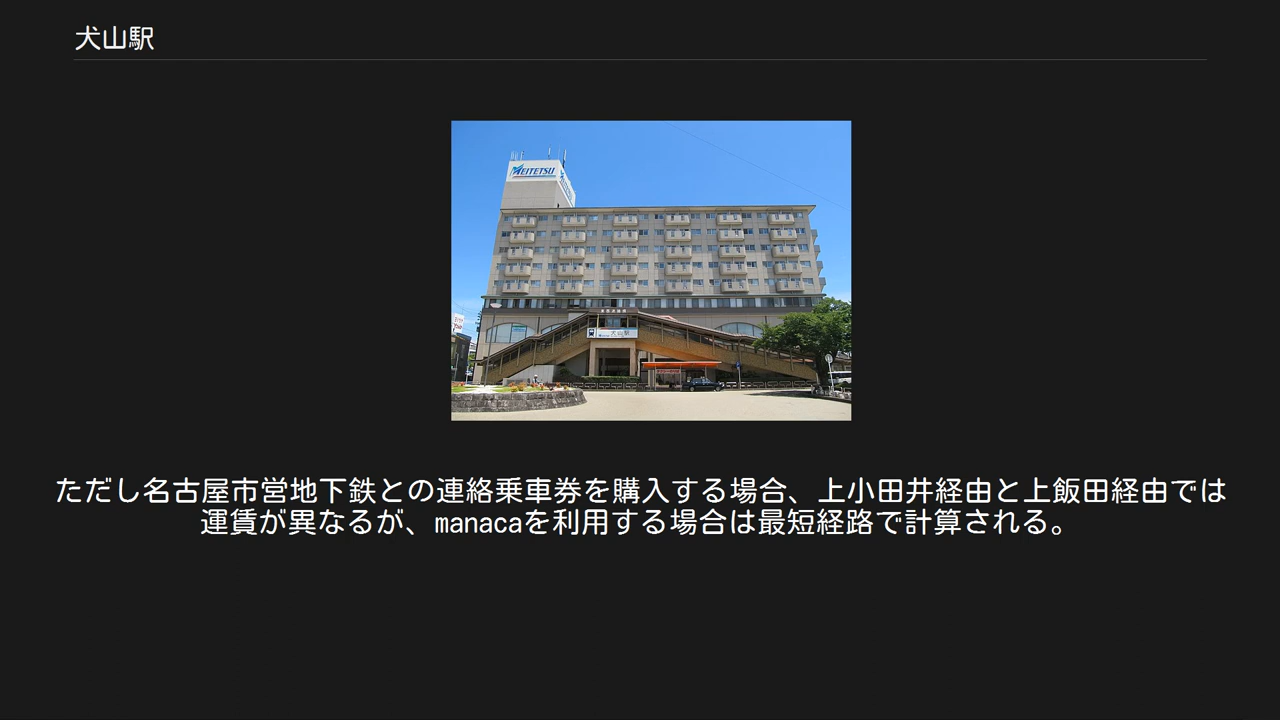 犬山駅
MEITETSU
犬山駅
ただし名古屋市営地下鉄との連絡乗車券を購入する場合、上小田井経由と上飯田経由では
運賃が異なるが、manacaを利用する場合は最短経路で計算される。